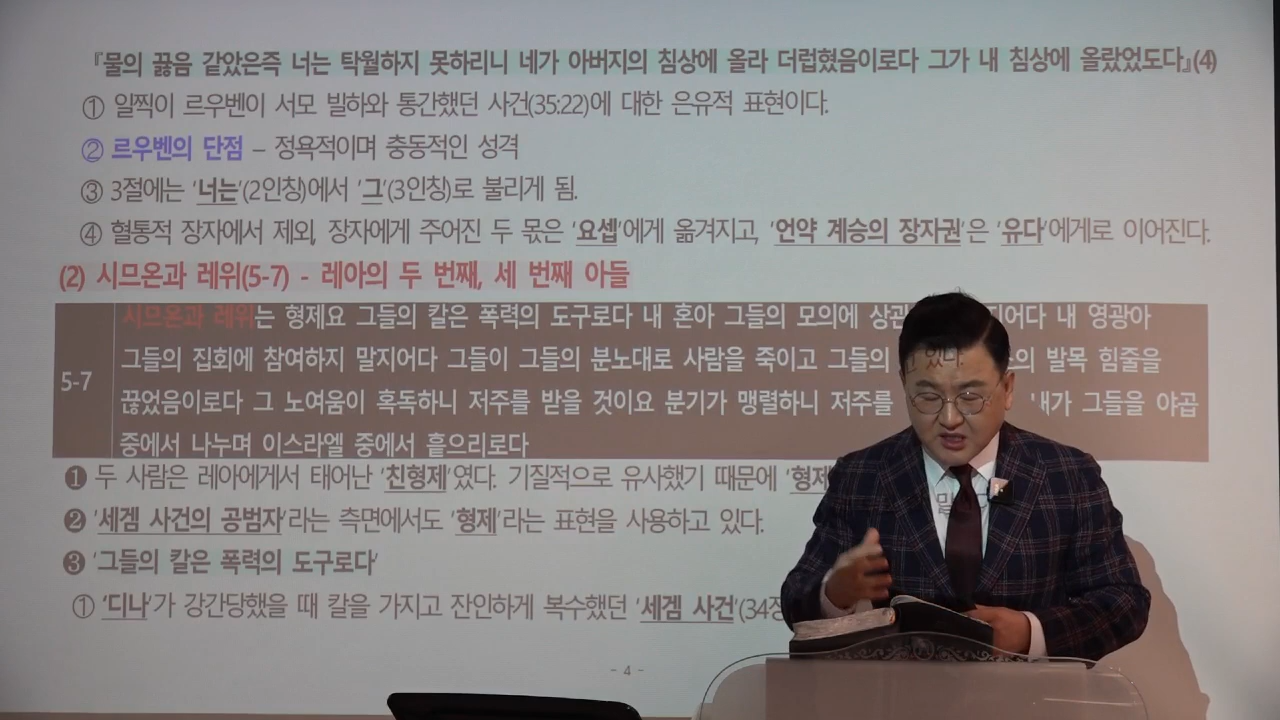 『물의 끓음 같았은즉 너는 탁월하지 못하리니 네가 아버지의 침상에 올라 더럽혔음이로다 그가 내 침상에 올랐었도다』(4)
① 일찍이 르우벤이 서모 빌하와 통간했던 사건(35:22)에 대한 은유적 표현이다.
② 르우벤의 단점 – 정욕적이며 충동적인 성격
③ 3절에는 '너는'(2인칭)에서 '그'(3인칭)로 불리게 됨.
④ 혈통적 장자에서 제외, 장자에게 주어진 두 몫은 '요셉'에게 옮겨지고, '언약 계승의 장자권'은 '유다'에게로 이어진다.
(2) 시므온과 레위(5-7) - 레아의 두 번째, 세 번째 아들
시므온과 레위는 형제요 그들의 칼은 폭력의 도구로다 내 혼아 그들의 모의에 상관 지어다 내 영광아
그들의 집회에 참여하지 말지어다 그들이 그들의 분노대로 사람을 죽이고 그들의 발목 힘줄을
5-7
끊었음이로다 그 노여움이 혹독하니 저주를 받을 것이요 분기가 맹렬하니 저주를 내가 그들을 야곱
중에서 나누며 이스라엘 중에서 흩으리로다
❶ 두 사람은 레아에게서 태어난 '친형제'였다. 기질적으로 유사했기 때문에 '형제
❷ '세겜 사건의 공범자'라는 측면에서도 '형제'라는 표현을 사용하고 있다.
❸ '그들의 칼은 폭력의 도구로다'
① '디나'가 강간당했을 때 칼을 가지고 잔인하게 복수했던 '세겜 사건'(34장
- 4 -